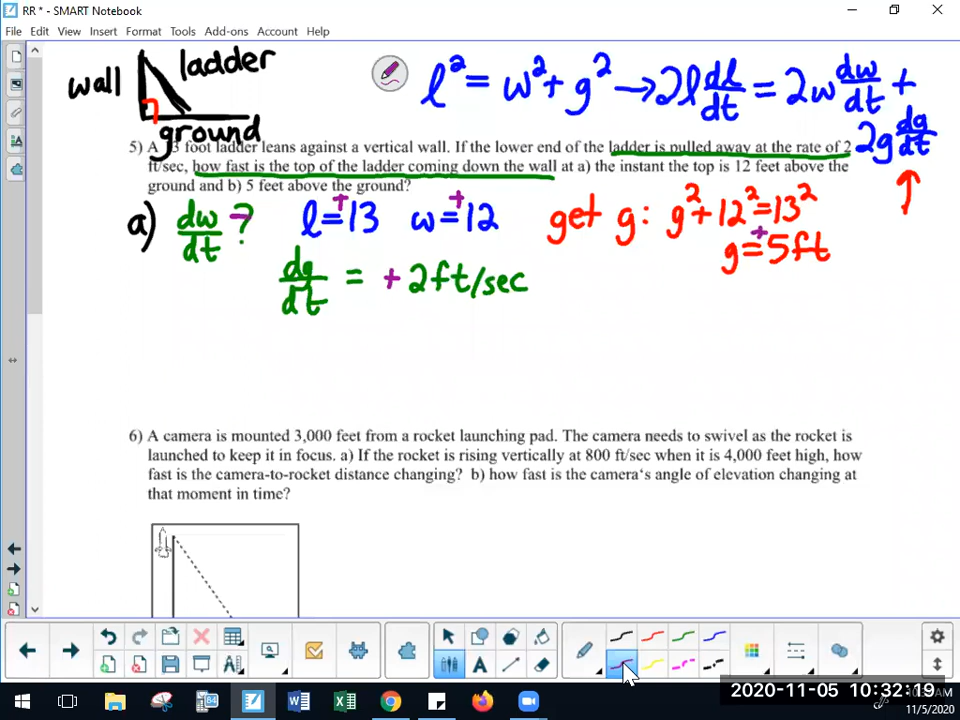 RR * - SMART Notebook
File Edit View Insert Format Tools Add-ons Account Help
wall ladder
ground
l² = w² + g² → 2l dl/dt = 2w dw/dt +
2g dg/dt
5) A 13 foot ladder leans against a vertical wall. If the lower end of the ladder is pulled away at the rate of 2
ft/sec, how fast is the top of the ladder coming down the wall at a) the instant the top is 12 feet above the
ground and b) 5 feet above the ground?
a) dw/dt - ? l = + 13 w = + 12 get g: g² + 12² = 13²
g = + 5 ft
dg/dt = + 2 ft/sec
6) A camera is mounted 3,000 feet from a rocket launching pad. The camera needs to swivel as the rocket is
launched to keep it in focus. a) If the rocket is rising vertically at 800 ft/sec when it is 4,000 feet high, how
fast is the camera-to-rocket distance changing? b) how fast is the camera's angle of elevation changing at
that moment in time?
2020-11-05 10:32:19
11/5/2020